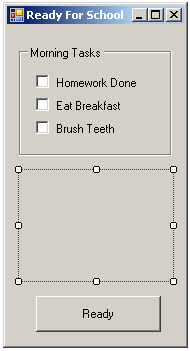 Ready For School
Morning Tasks
Homework Done
Eat Breakfast
Brush Teeth
Ready